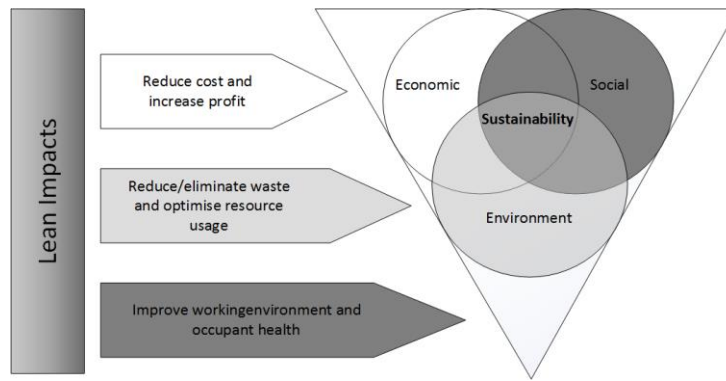 Lean Impacts
Reduce cost and
increase profit
Reduce/eliminate waste
and optimise resource
usage
Improve workingenvironment and
occupant health
Economic
Social
Sustainability
Environment